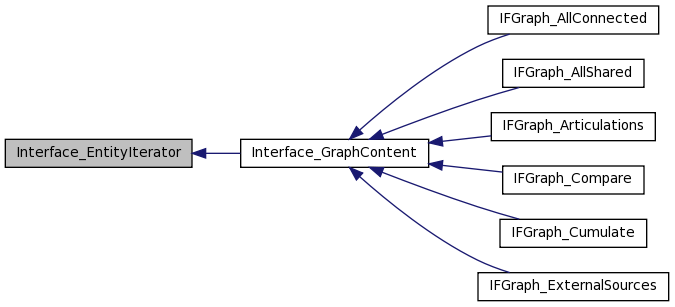 IFGraph_AllConnected
IFGraph_AllShared
IFGraph_Articulations
Interface_EntityIterator
Interface_GraphContent
IFGraph_Compare
IFGraph_Cumulate
IFGraph_ExternalSources